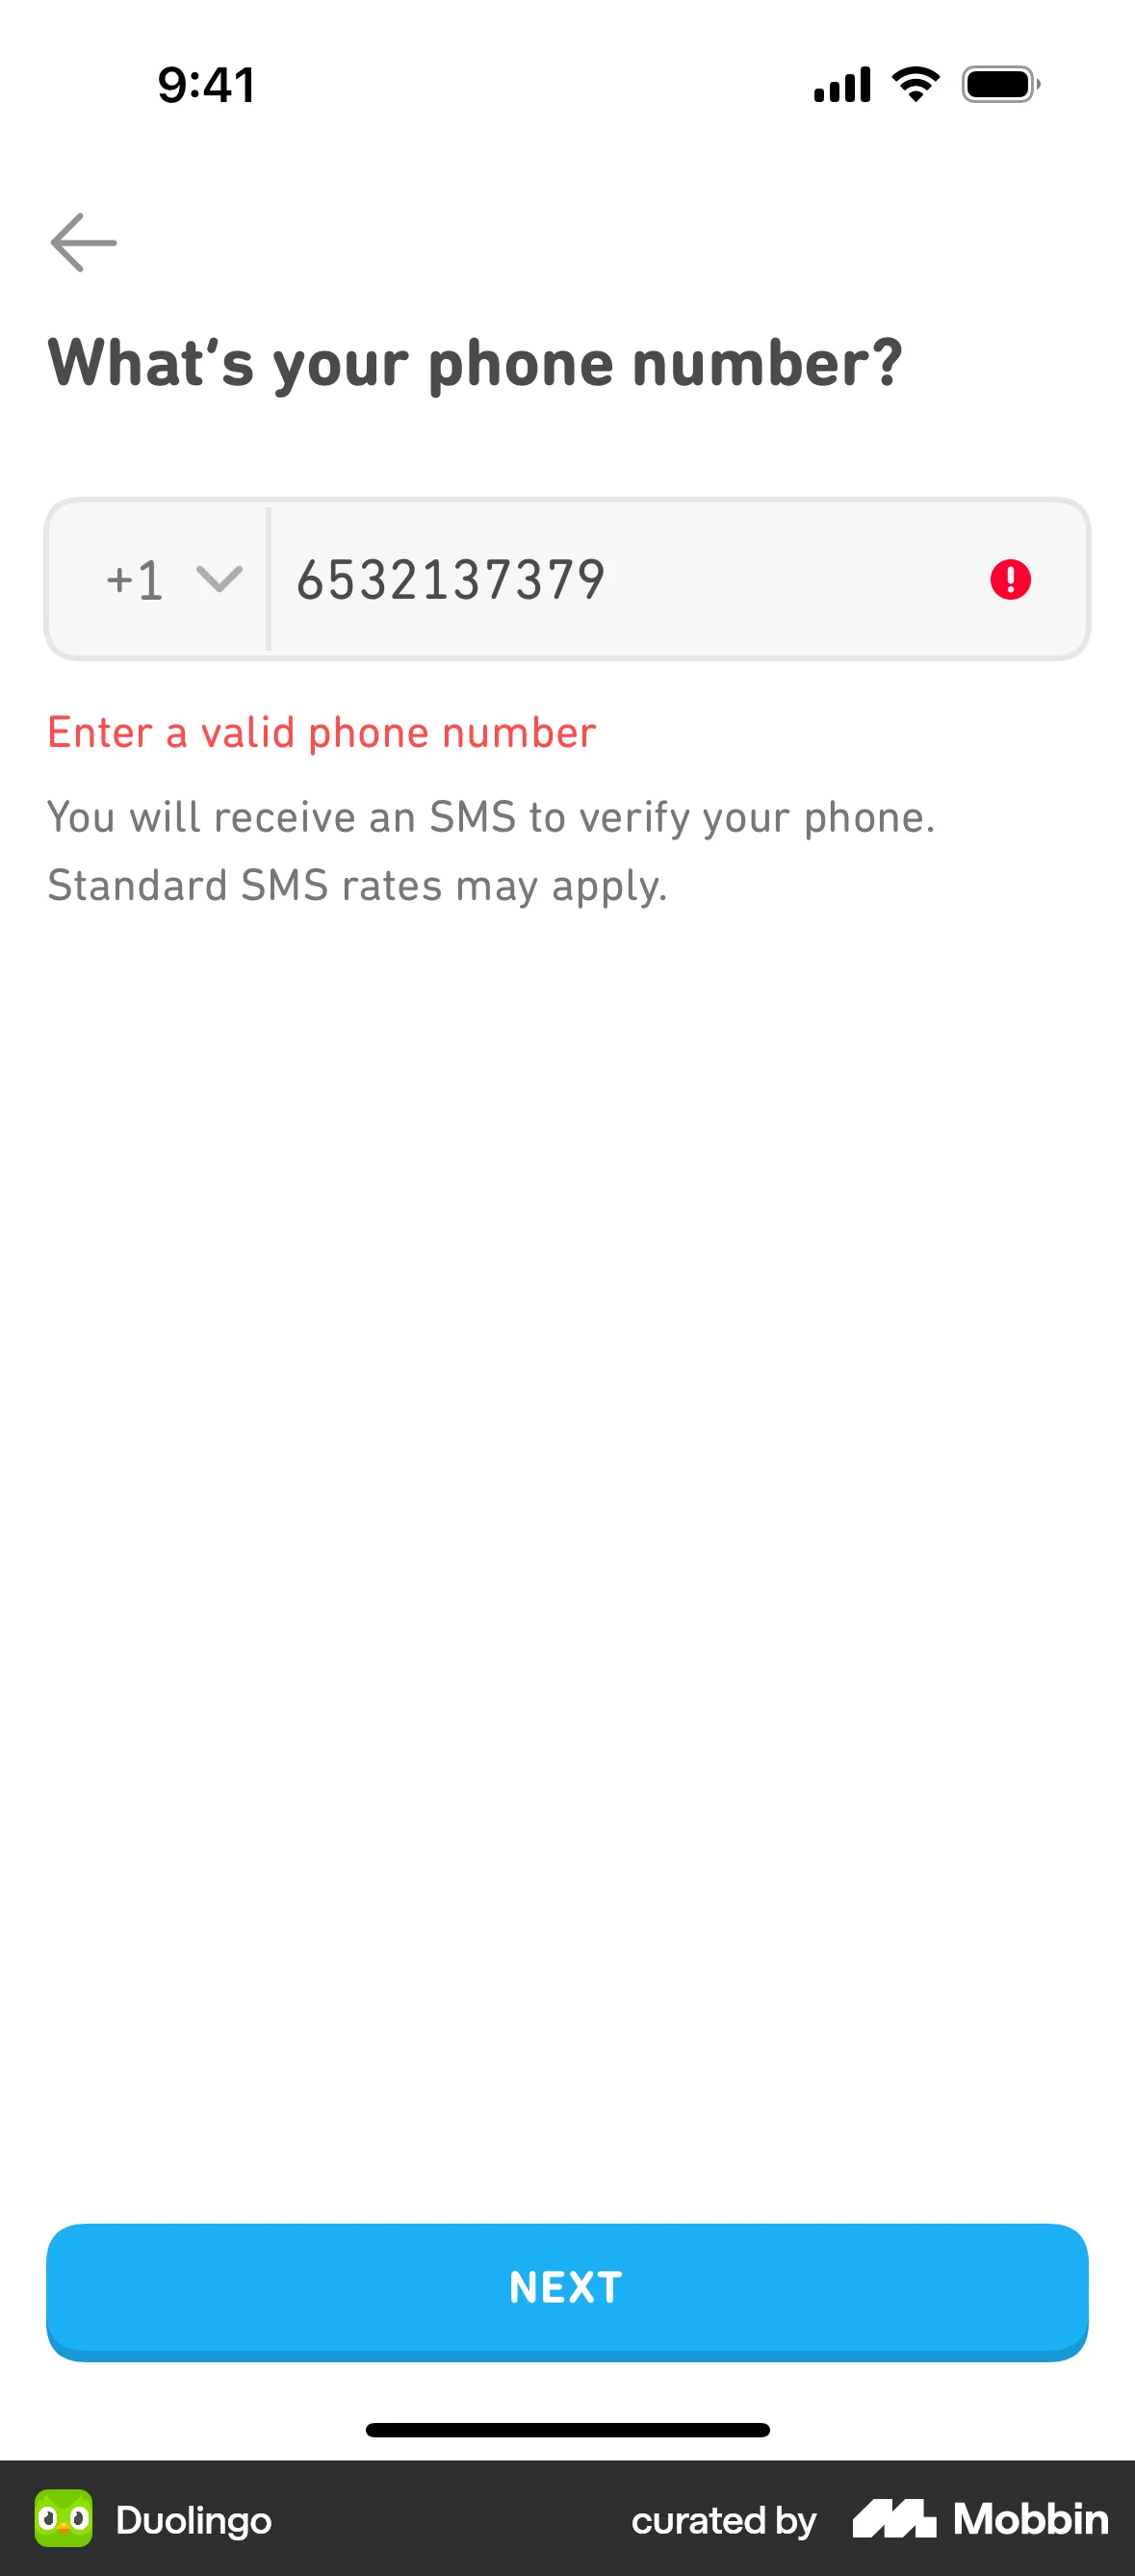 9:41
What's your phone number?
+1 6532137379
Enter a valid phone number
You will receive an SMS to verify your phone.
Standard SMS rates may apply.
NEXT
Duolingo curated by Mobbin